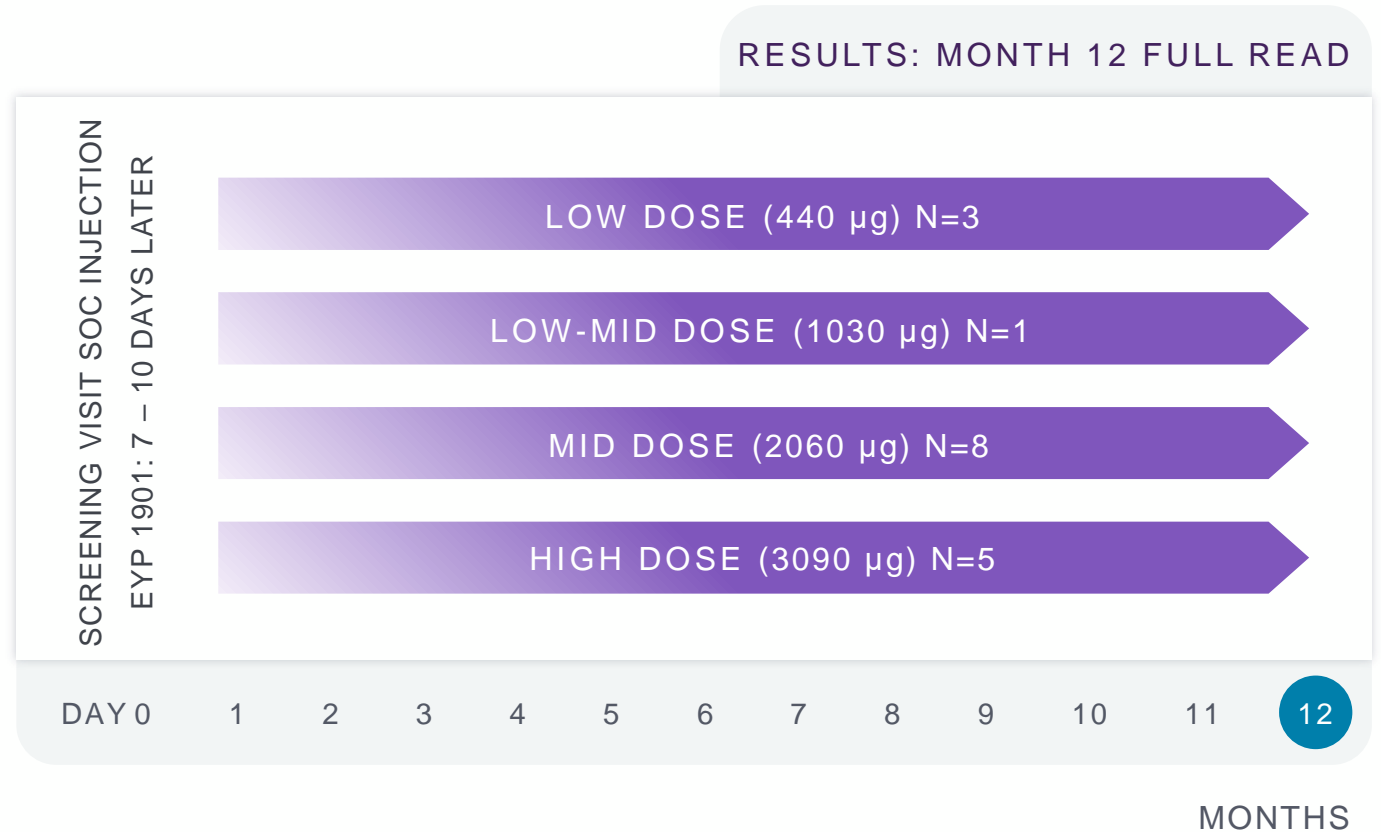 RESULTS: MONTH 12 FULL READ
SCREENING VISIT SOC INJECTION
EYP 1901: 7 – 10 DAYS LATER
LOW DOSE (440 µg) N=3
LOW-MID DOSE (1030 µg) N=1
MID DOSE (2060 µg) N=8
HIGH DOSE (3090 µg) N=5
DAY 0 1 2 3 4 5 6 7 8 9 10 11 12
MONTHS